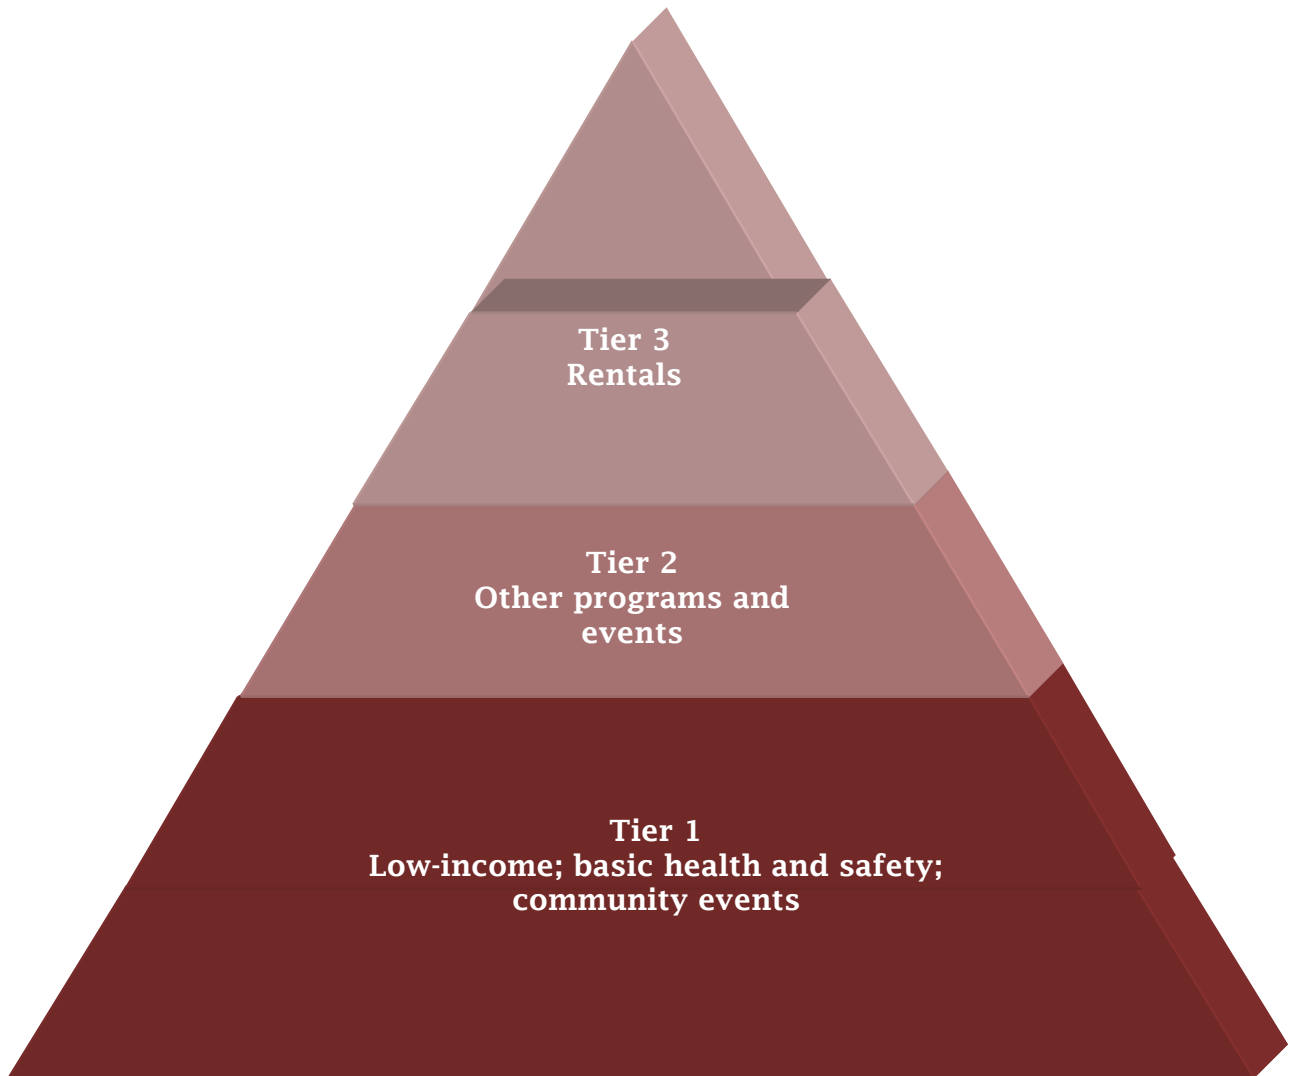 Tier 3
Rentals
Tier 2
Other programs and
events
Tier 1
Low-income; basic health and safety;
community events